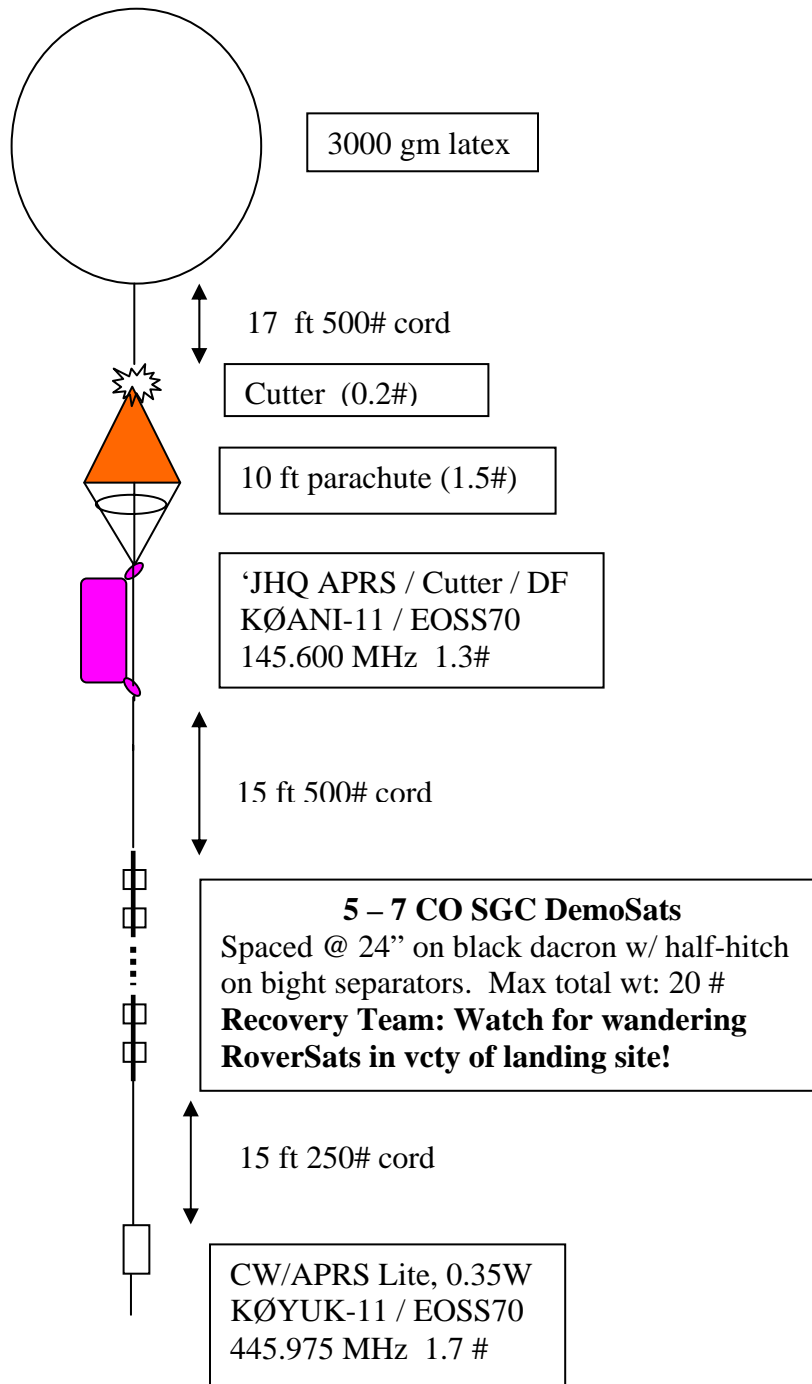 3000 gm latex
17 ft 500# cord
Cutter (0.2#)
10 ft parachute (1.5#)
‘JHQ APRS / Cutter / DF
KØANI-11 / EOSS70
145.600 MHz 1.3#
15 ft 500# cord
5 – 7 CO SGC DemoSats
Spaced @ 24” on black dacron w/ half-hitch
on bight separators. Max total wt: 20 #
Recovery Team: Watch for wandering
RoverSats in vcty of landing site!
15 ft 250# cord
CW/APRS Lite, 0.35W
KØYUK-11 / EOSS70
445.975 MHz 1.7 #